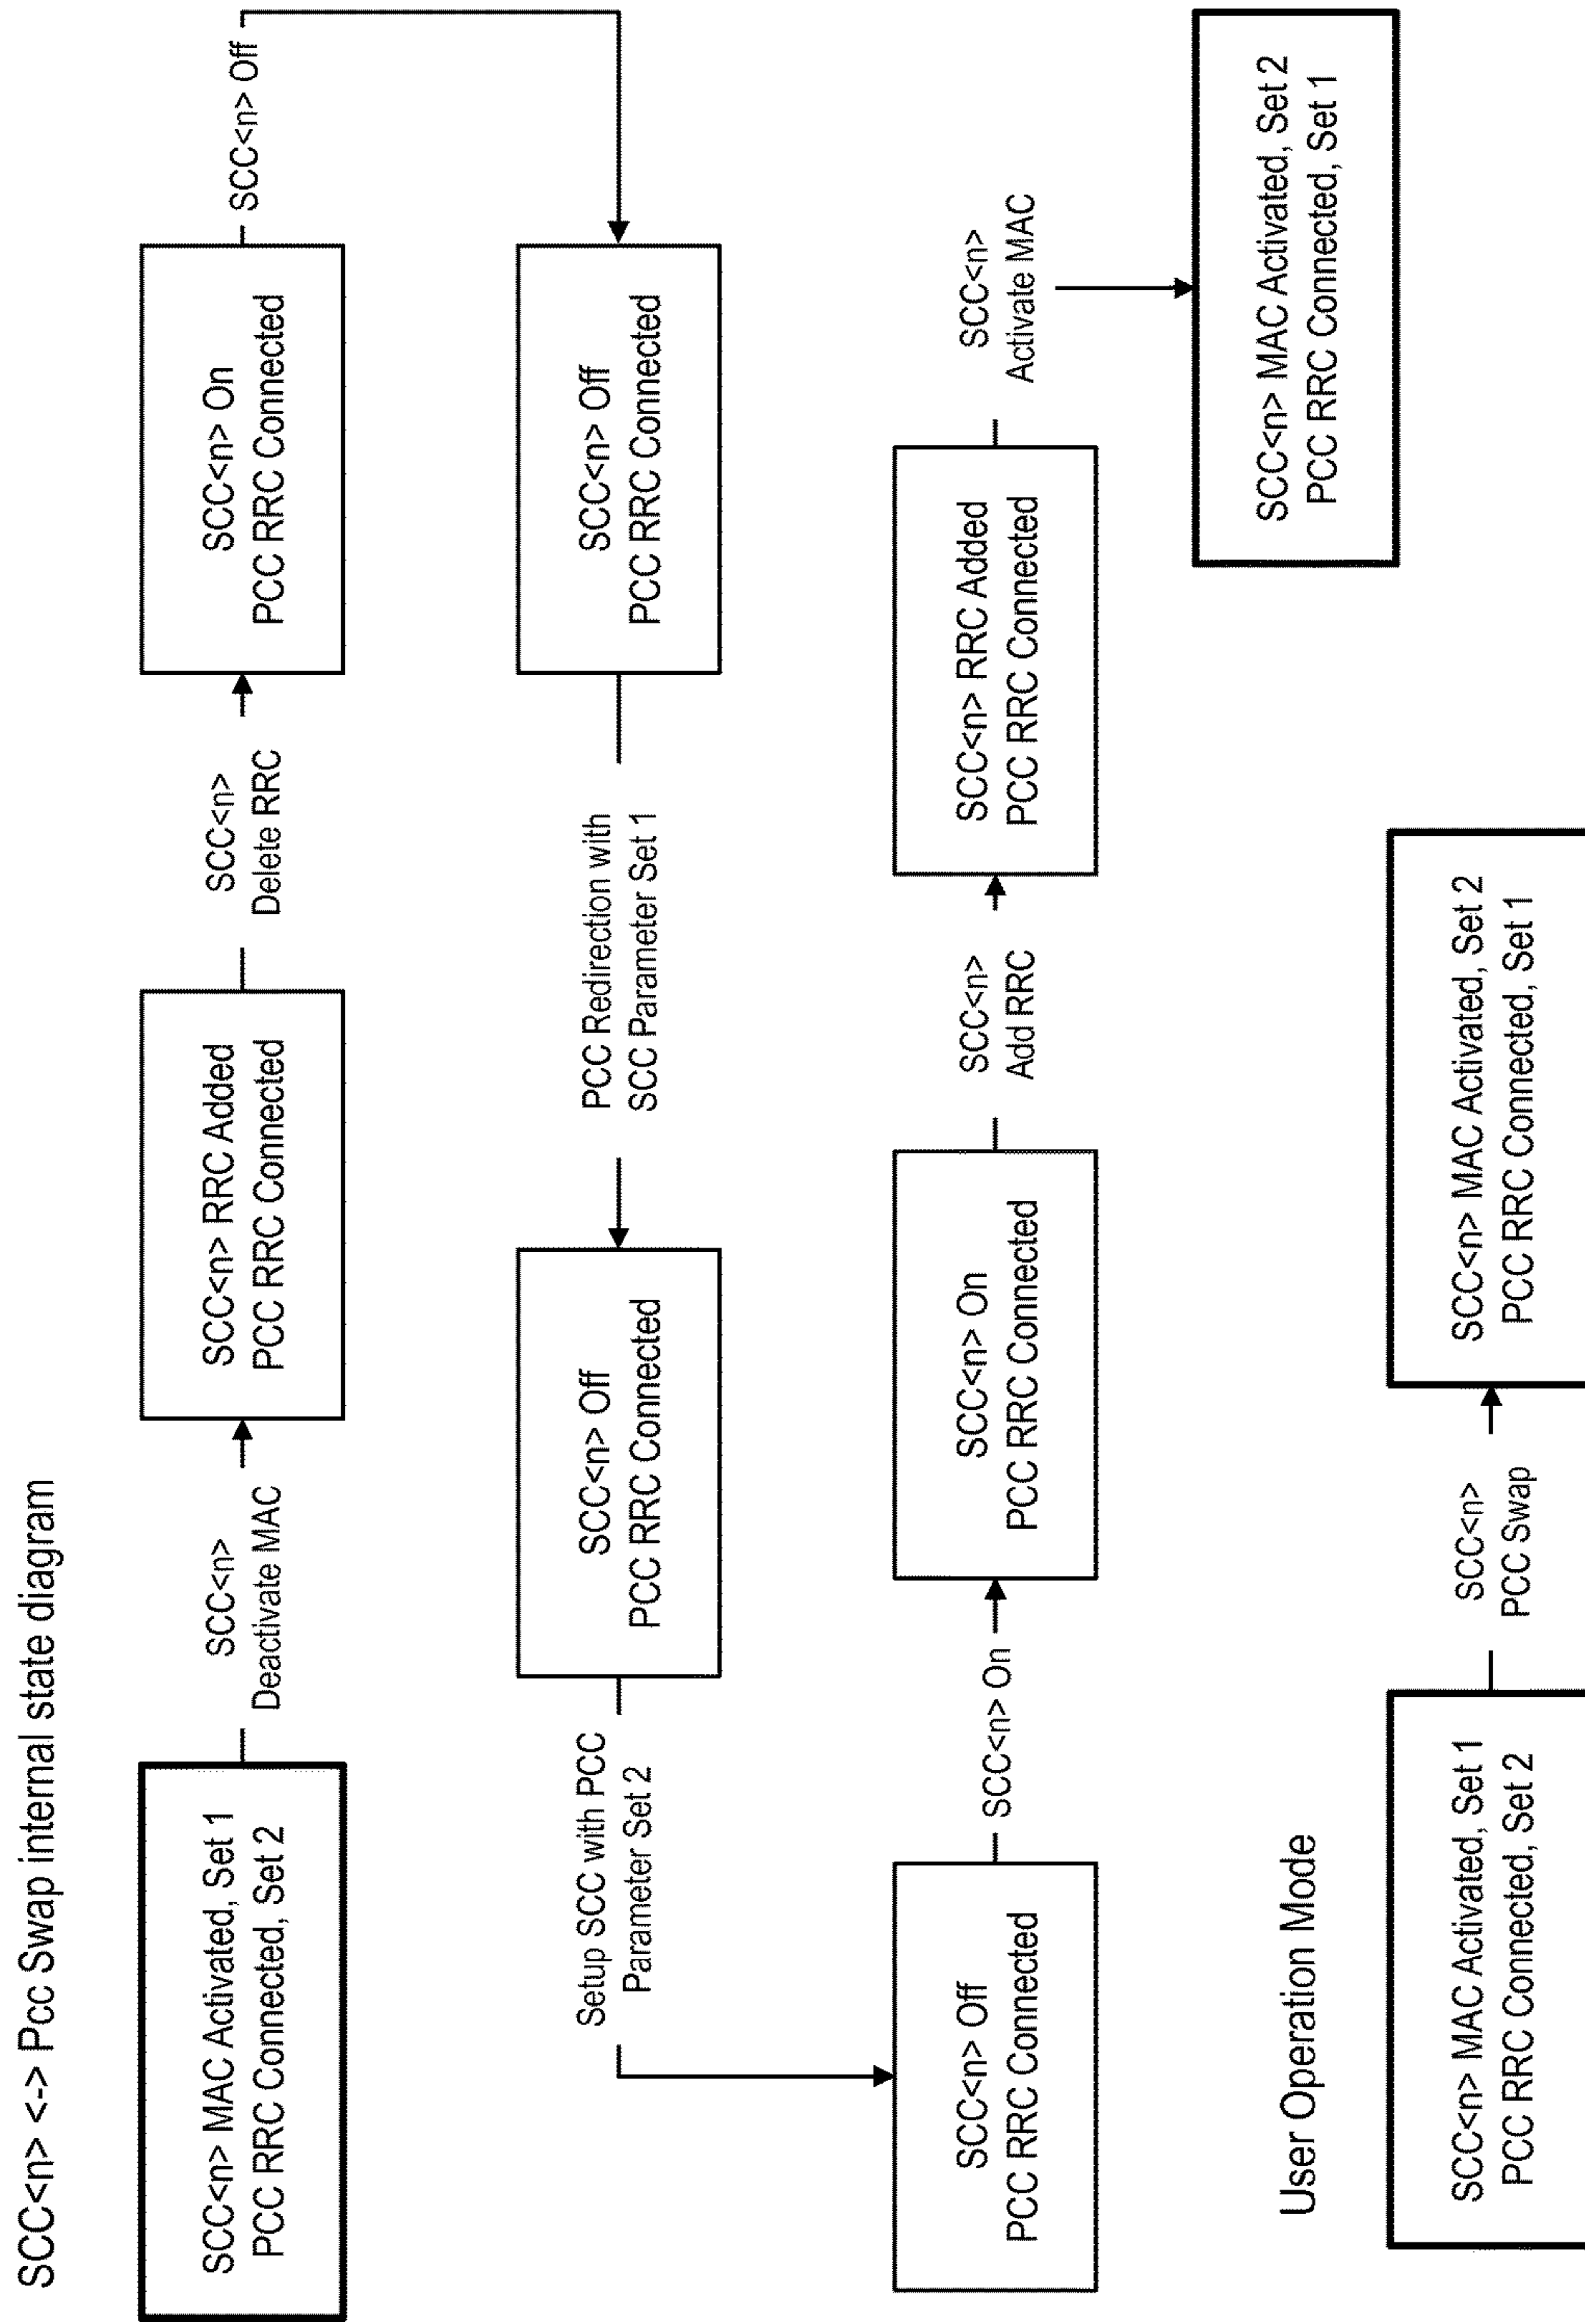 SCC<n> <-> Pcc Swap internal state diagram
SCC<n> MAC Activated, Set 1
PCC RRC Connected, Set 2
SCC<n>
Deactivate MAC
SCC<n> RRC Added
PCC RRC Connected
SCC<n>
Delete RRC
SCC<n> On
PCC RRC Connected
SCC<n> Off
SCC<n> Off
PCC RRC Connected
PCC Redirection with
SCC Parameter Set 1
SCC<n> Off
PCC RRC Connected
Setup SCC with PCC
Parameter Set 2
SCC<n> Off
PCC RRC Connected
SCC<n> On
SCC<n> On
PCC RRC Connected
SCC<n>
Add RRC
SCC<n> RRC Added
PCC RRC Connected
SCC<n>
Activate MAC
SCC<n> MAC Activated, Set 2
PCC RRC Connected, Set 1
User Operation Mode
SCC<n> MAC Activated, Set 1
PCC RRC Connected, Set 2
SCC<n>
PCC Swap
SCC<n> MAC Activated, Set 2
PCC RRC Connected, Set 1